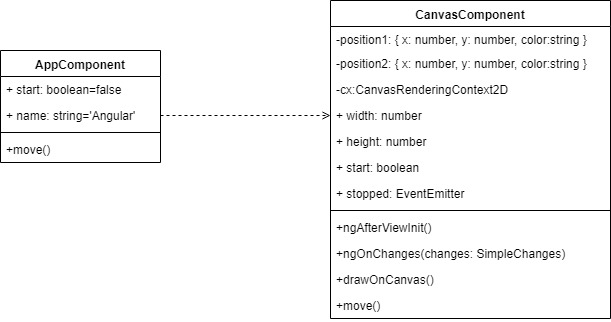 AppComponent
+ start: boolean=false
+ name: string='Angular'
+move()
CanvasComponent
-position1: { x: number, y: number, color:string }
-position2: { x: number, y: number, color:string }
-cx:CanvasRenderingContext2D
+ width: number
+ height: number
+ start: boolean
+ stopped: EventEmitter
+ngAfterViewInit()
+ngOnChanges(changes: SimpleChanges)
+drawOnCanvas()
+move()